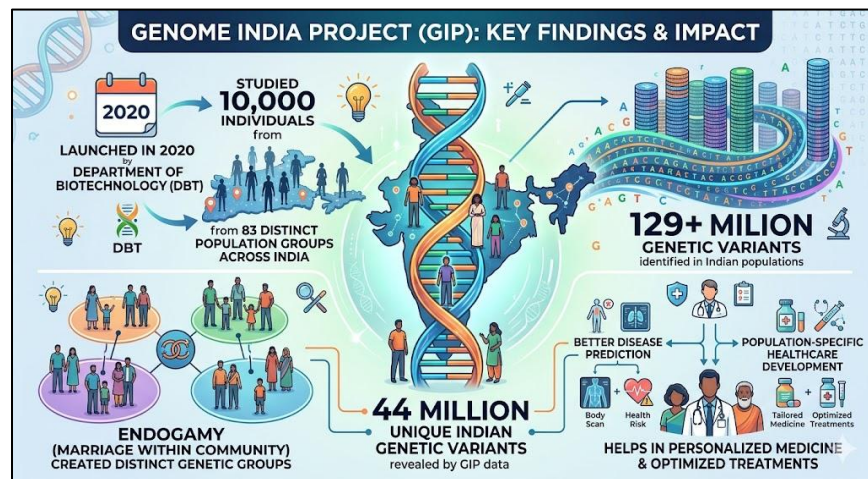 GENOME INDIA PROJECT (GIP): KEY FINDINGS & IMPACT
2020
LAUNCHED IN 2020
by
DEPARTMENT OF
BIOTECHNOLOGY (DBT)
DBT
STUDIED
10,000
INDIVIDUALS
from
from 83 DISTINCT
POPULATION GROUPS
ACROSS INDIA
129+ MILION
GENETIC VARIANTS
identified in Indian populations
ENDOGAMY
(MARRIAGE WITHIN COMMUNITY)
CREATED DISTINCT GENETIC GROUPS
44 MILLION
UNIQUE INDIAN
GENETIC VARIANTS
revealed by GIP data
BETTER DISEASE
PREDICTION
Body
Scan
+
Health
Risk
POPULATION-SPECIFIC
HEALTHCARE
DEVELOPMENT
Tailored
Medicine
+
Optimized
Treatments
HELPS IN PERSONALIZED MEDICINE
& OPTIMIZED TREATMENTS